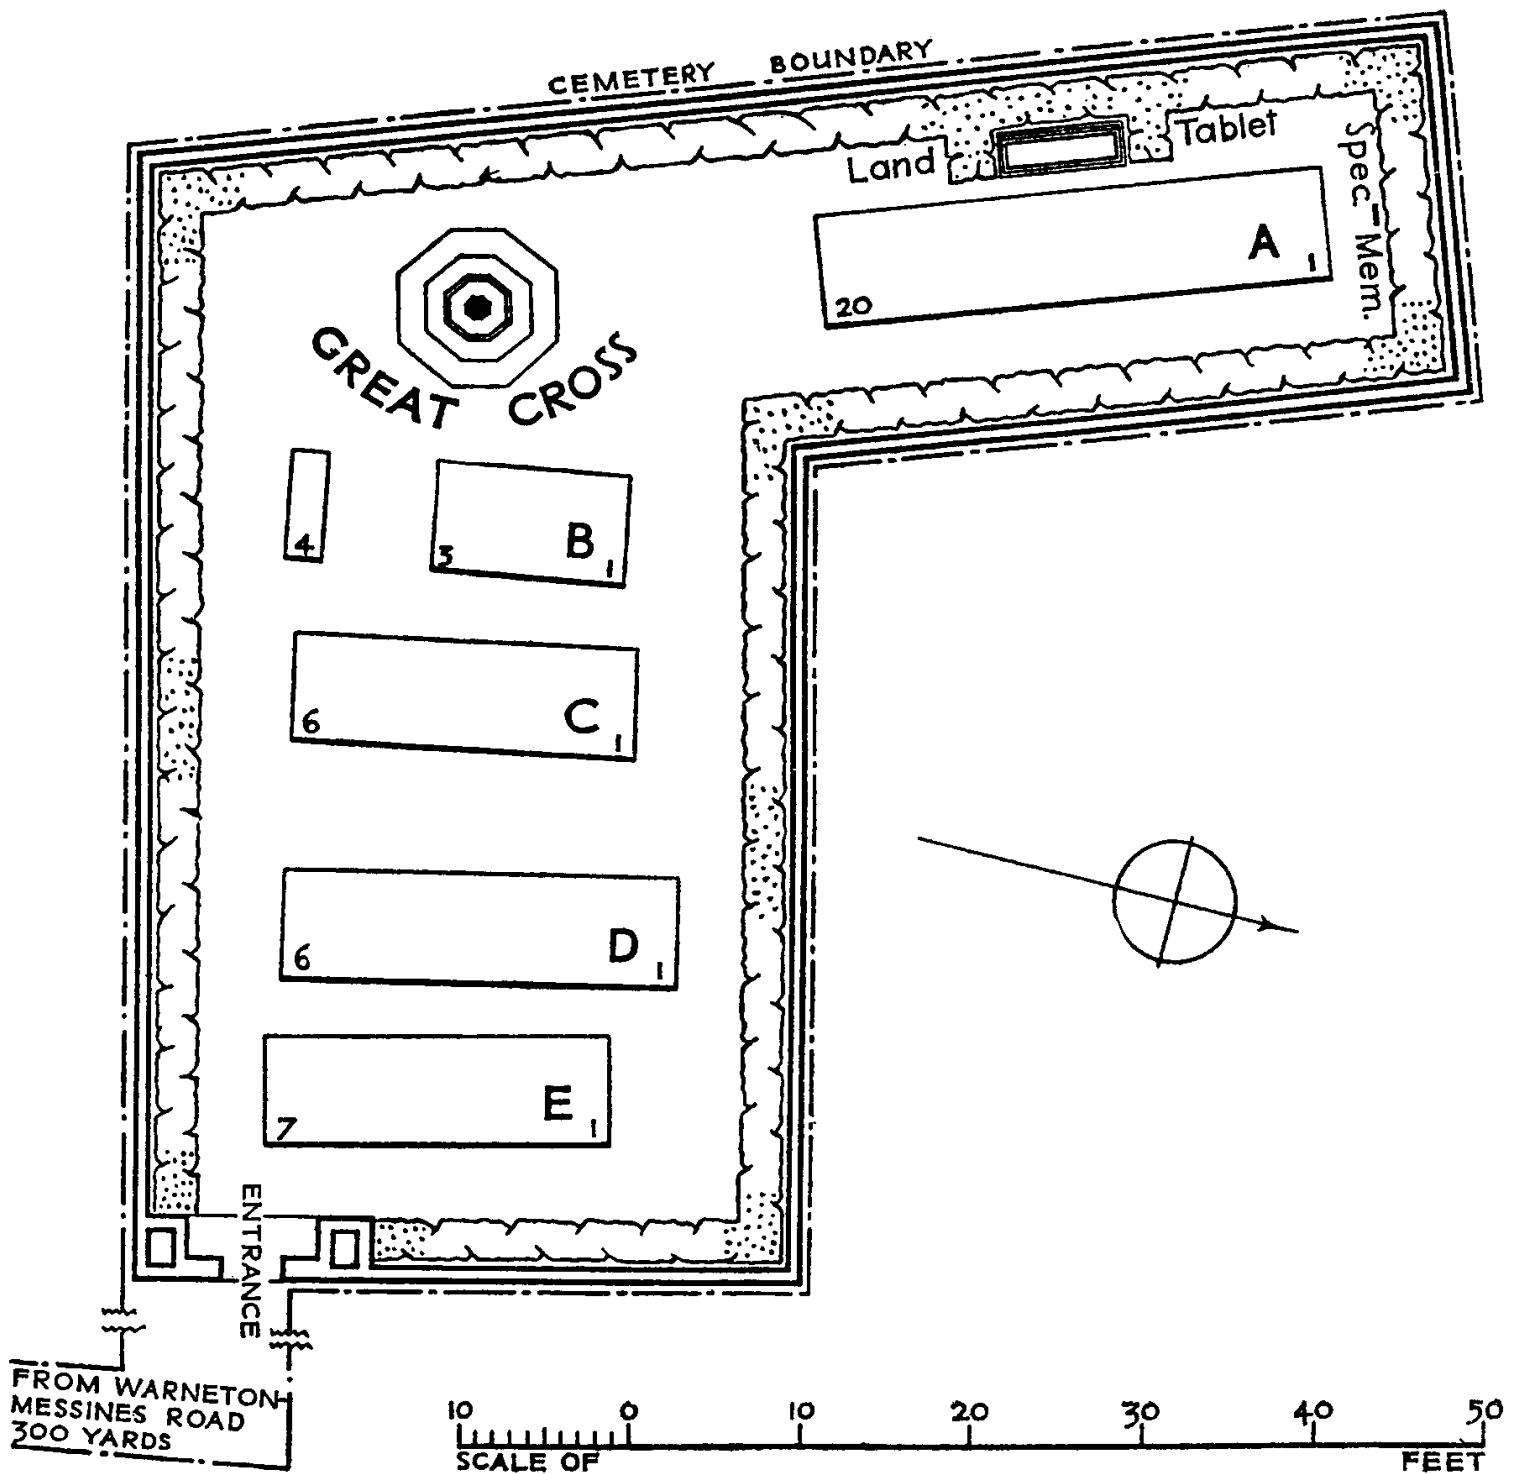 CEMETERY BOUNDARY
Land Tablet
Spec. Mem.
A
1
20
GREAT CROSS
4
3 B 1
6 C 1
6 D 1
7 E 1
ENTRANCE
FROM WARNETON-
MESSINES ROAD
300 YARDS
10 0 10 20 30 40 50
SCALE OF FEET